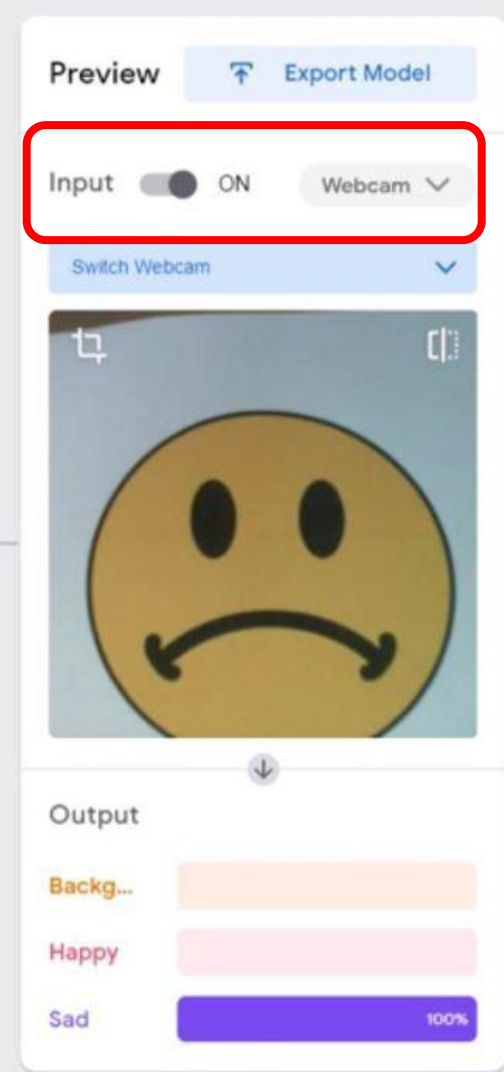 Preview Export Model
Input ON Webcam
Switch Webcam
Output
Backg...
Happy
Sad 100%